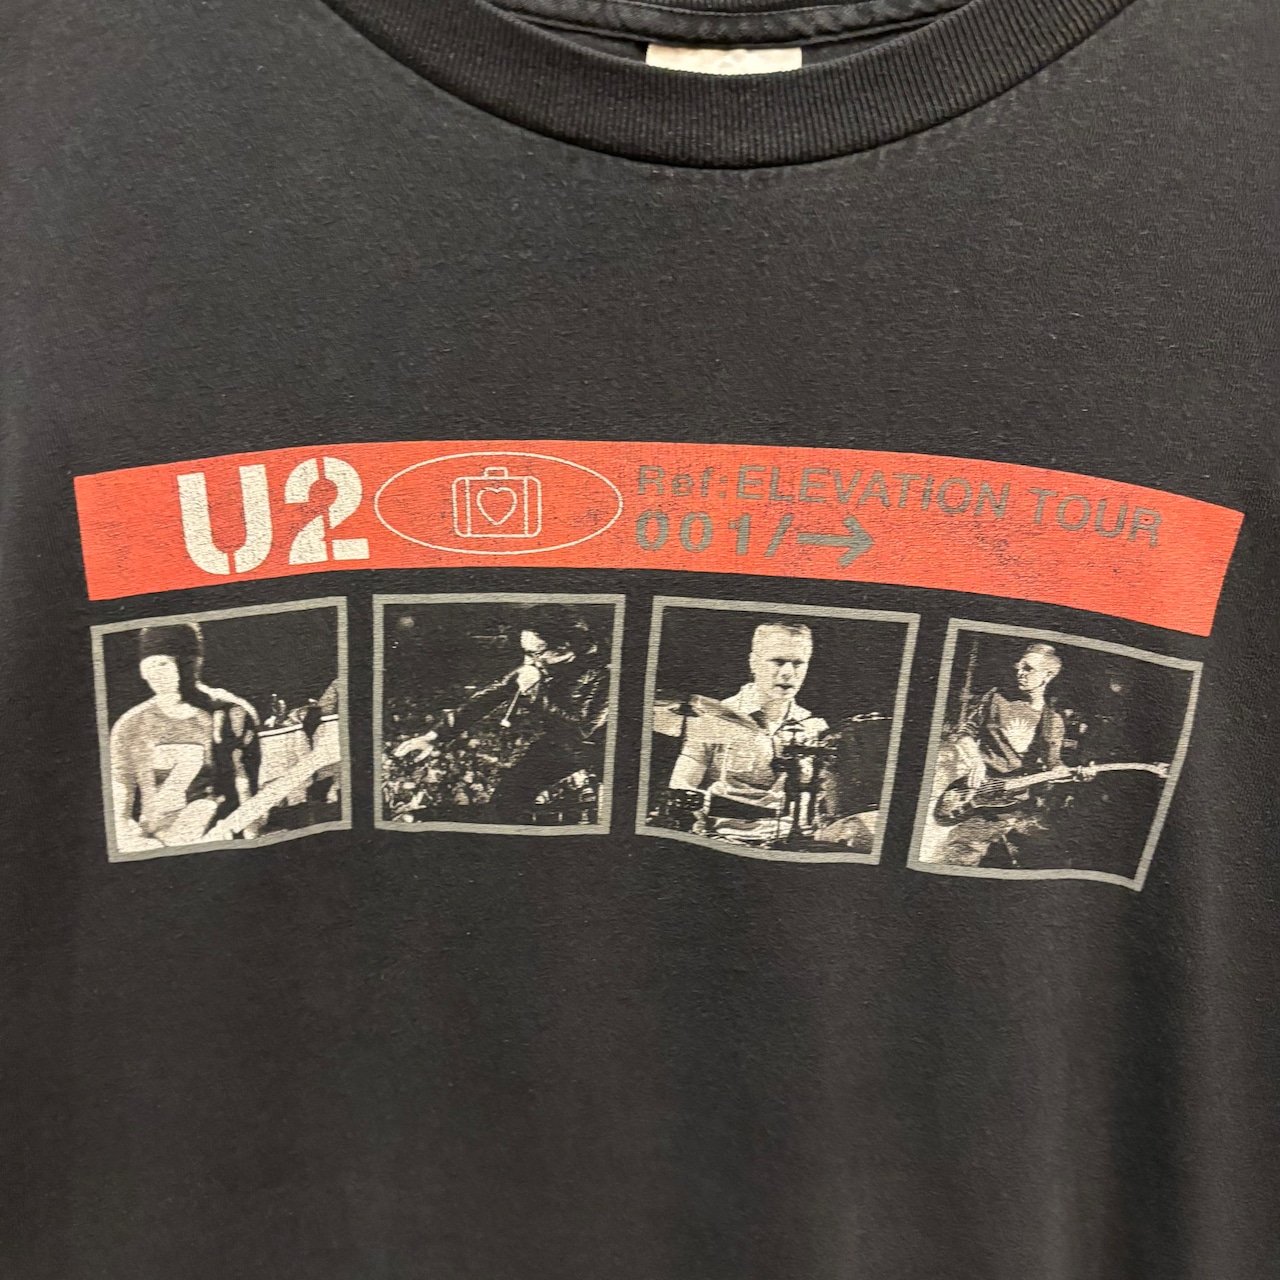 U2
Ref:ELEVATION TOUR
001/→